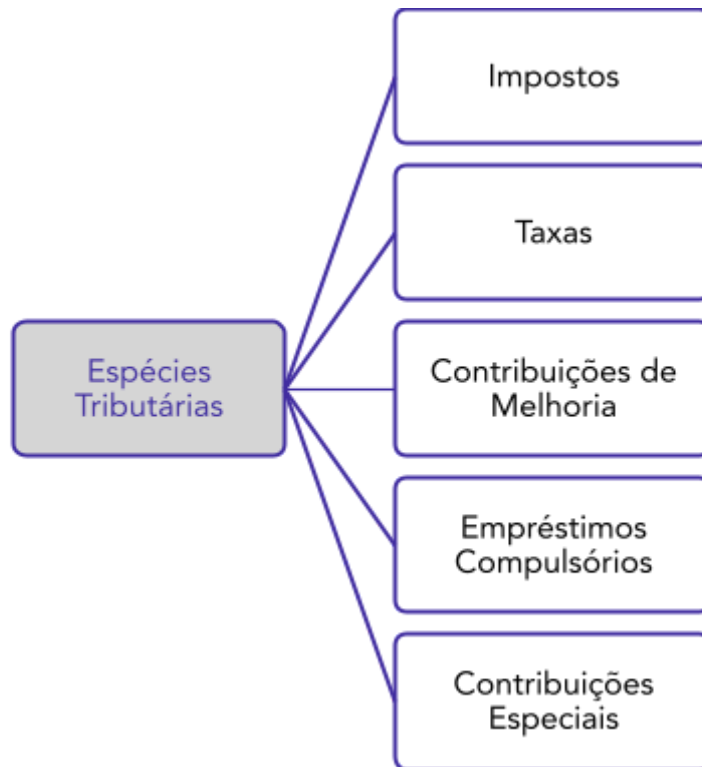 Impostos
Taxas
Espécies
Tributárias
Contribuições de
Melhoria
Empréstimos
Compulsórios
Contribuições
Especiais